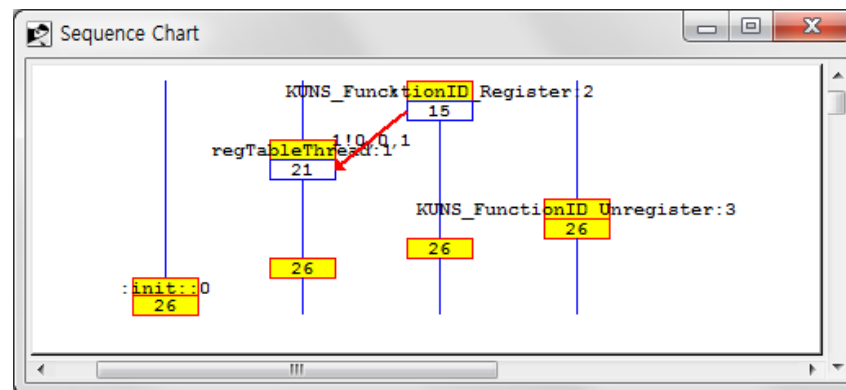 Sequence Chart
KUNS_FuncktionID_Register:2
15
1!0,0,1
regTableThread:1
21
KUNS_FunctionID_Unregister:3
26
26
26
:init::0
26